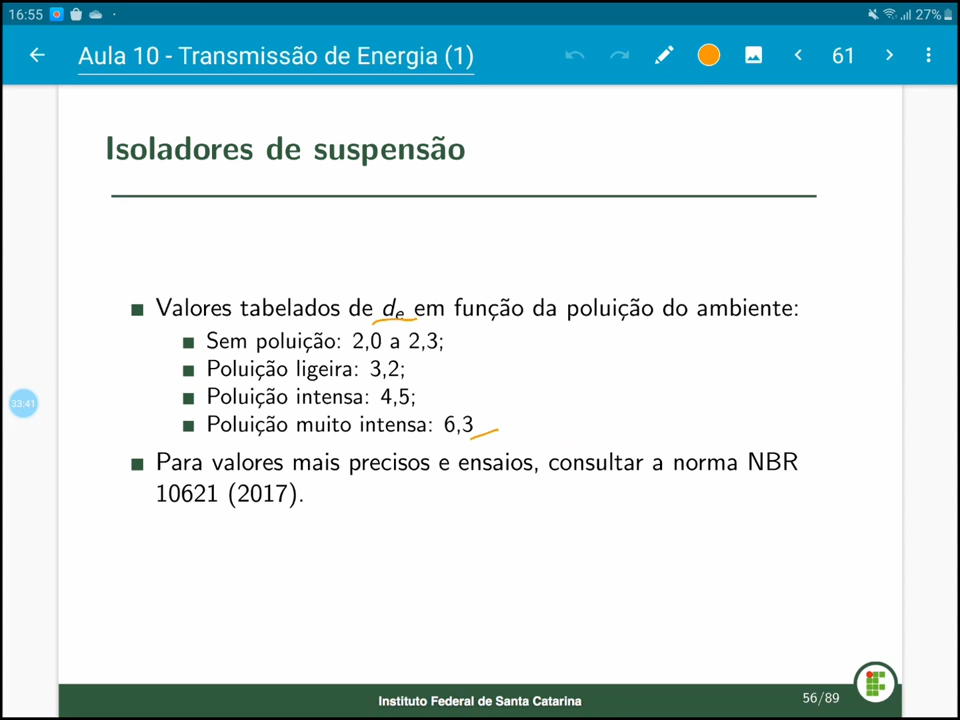 16:55
27%
Aula 10 - Transmissão de Energia (1)
61
Isoladores de suspensão
Valores tabelados de de em função da poluição do ambiente:
Sem poluição: 2,0 a 2,3;
Poluição ligeira: 3,2;
33:41
Poluição intensa: 4,5;
Poluição muito intensa: 6,3
Para valores mais precisos e ensaios, consultar a norma NBR
10621 (2017).
Instituto Federal de Santa Catarina
56/89